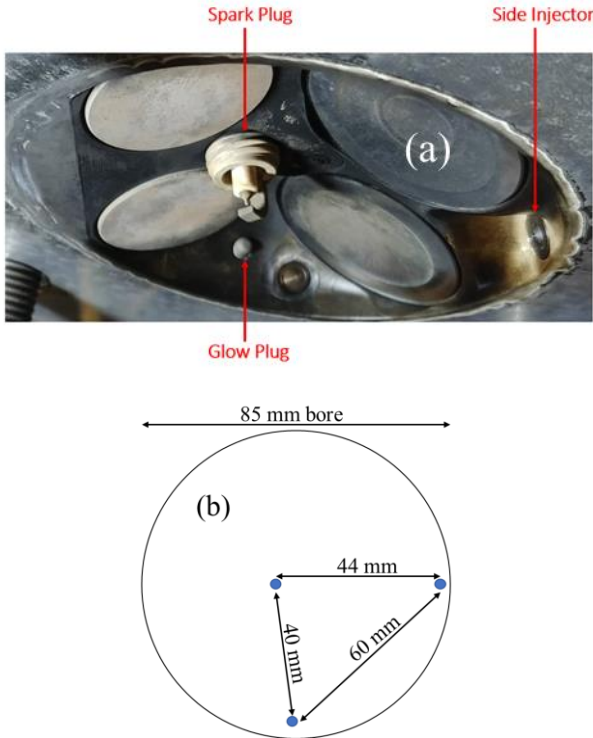 Spark Plug
Side Injector
(a)
Glow Plug
85 mm bore
(b)
44 mm
40 mm
60 mm